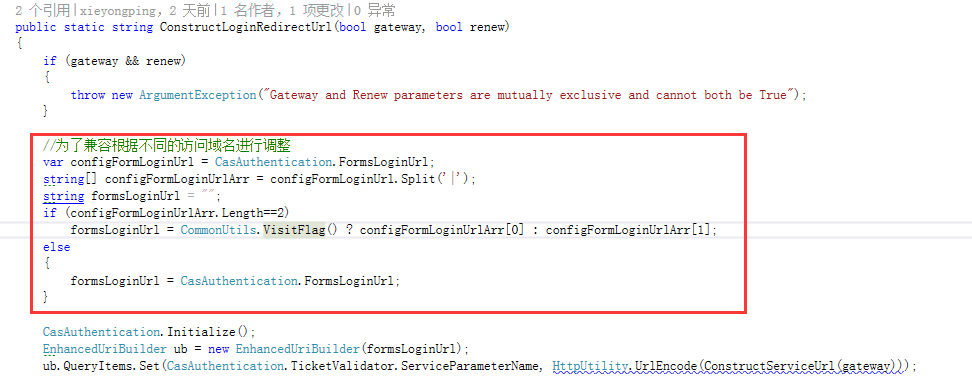 2 个引用|xieyongping，2 天前|1 名作者，1 项更改|0 异常
public static string ConstructLoginRedirectUrl(bool gateway, bool renew)
{
if (gateway && renew)
{
throw new ArgumentException("Gateway and Renew parameters are mutually exclusive and cannot both be True");
}
//为了兼容根据不同的访问域名进行调整
var configFormLoginUrl = CasAuthentication.FormsLoginUrl;
string[] configFormLoginUrlArr = configFormLoginUrl.Split('|');
string formsLoginUrl = "";
if (configFormLoginUrlArr.Length==2)
formsLoginUrl = CommonUtils.VisitFlag() ? configFormLoginUrlArr[0] : configFormLoginUrlArr[1];
else
{
formsLoginUrl = CasAuthentication.FormsLoginUrl;
}
CasAuthentication.Initialize();
EnhancedUriBuilder ub = new EnhancedUriBuilder(formsLoginUrl);
ub.QueryItems.Set(CasAuthentication.TicketValidator.ServiceParameterName, HttpUtility.UrlEncode(ConstructServiceUrl(gateway)));